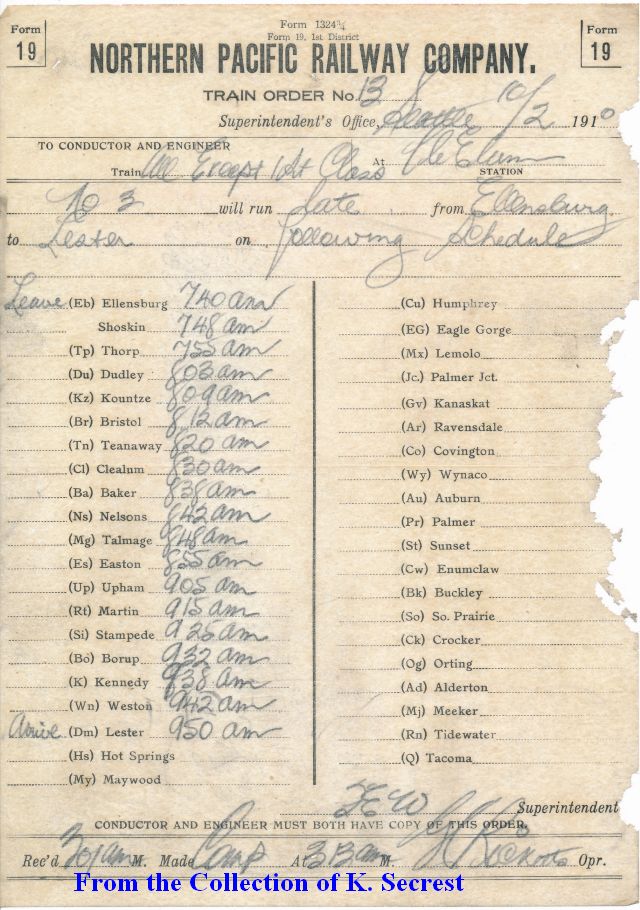 Form 19
Form 1324¾
Form 19, 1st District
Form 19
NORTHERN PACIFIC RAILWAY COMPANY.
TRAIN ORDER No. 13
Superintendent's Office, Seattle 10/2 1910
TO CONDUCTOR AND ENGINEER
Train All Except 1st Class At Cle Elum STATION
No 3 will run late from Ellensburg
to Lester on following Schedule
Leave (Eb) Ellensburg 740 am
Shoskin 748 am
(Tp) Thorp 755 am
(Du) Dudley 803 am
(Kz) Kountze 809 am
(Br) Bristol 812 am
(Tn) Teanaway 820 am
(Cl) Clealum 830 am
(Ba) Baker 838 am
(Ns) Nelsons 842 am
(Mg) Talmage 848 am
(Es) Easton 855 am
(Up) Upham 905 am
(Rt) Martin 915 am
(Si) Stampede 925 am
(Bo) Borup 932 am
(K) Kennedy 938 am
(Wn) Weston 942 am
Arrive (Dm) Lester 950 am
(Hs) Hot Springs
(My) Maywood
(Cu) Humphrey
(EG) Eagle Gorge
(Mx) Lemolo
(Jc.) Palmer Jct.
(Gv) Kanaskat
(Ar) Ravensdale
(Co) Covington
(Wy) Wynaco
(Au) Auburn
(Pr) Palmer
(St) Sunset
(Cw) Enumclaw
(Bk) Buckley
(So) So. Prairie
(Ck) Crocker
(Og) Orting
(Ad) Alderton
(Mj) Meeker
(Rn) Tidewater
(Q) Tacoma
Superintendent
CONDUCTOR AND ENGINEER MUST BOTH HAVE COPY OF THIS ORDER.
Rec'd 301am M. Made Comp At 313am M. Opr.
From the Collection of K. Secrest